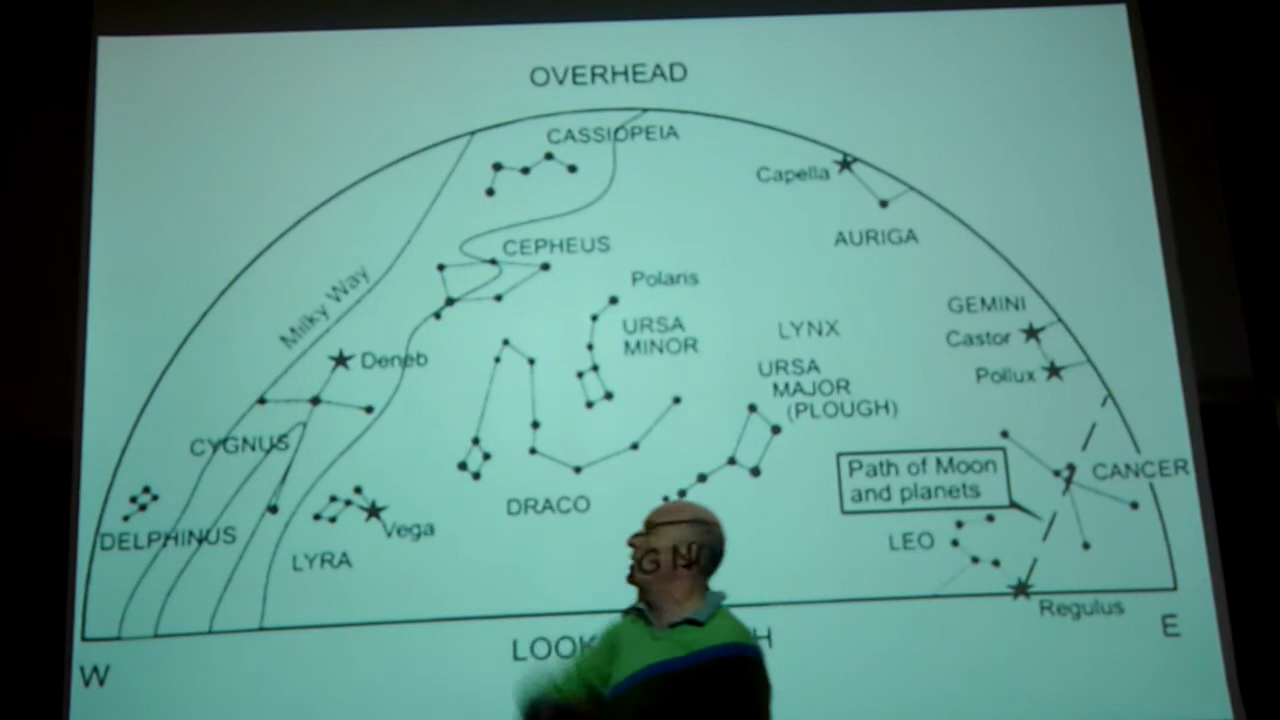 OVERHEAD
CASSIOPEIA
Capella
AURIGA
CEPHEUS
Milky Way
Polaris
URSA
MINOR
LYNX
GEMINI
Castor
Pollux
Deneb
URSA
MAJOR
(PLOUGH)
CYGNUS
Path of Moon
and planets
CANCER
DRACO
DELPHINUS
Vega
LYRA
LEO
Regulus
W
E